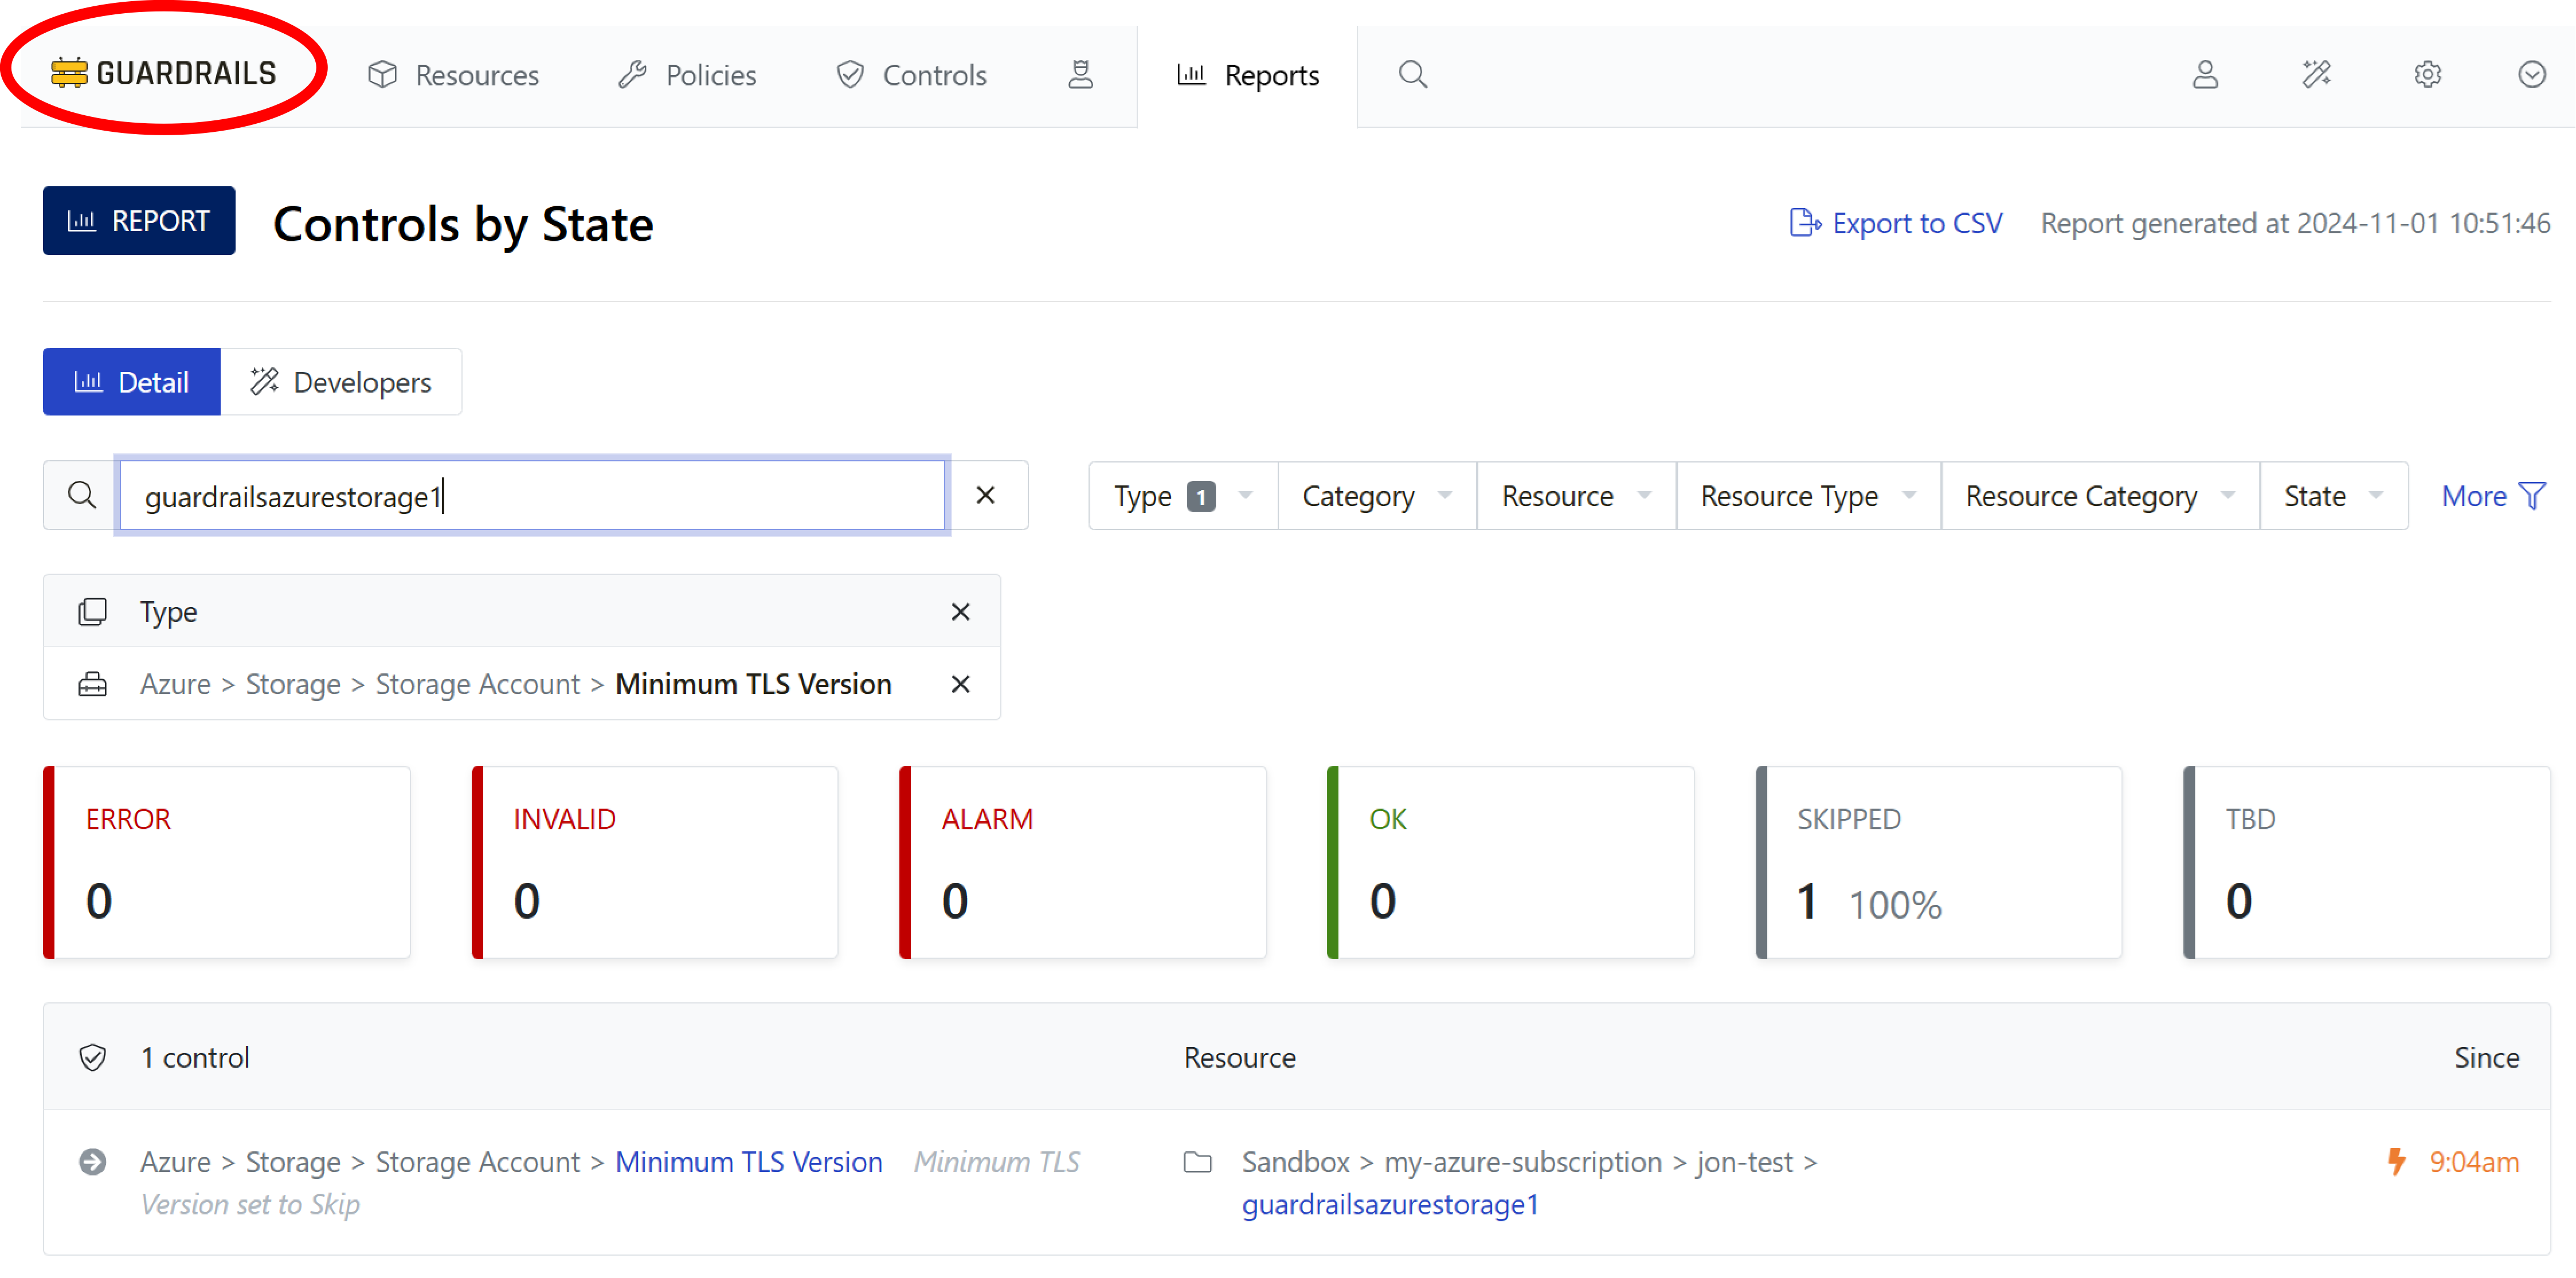 GUARDRAILS Resources Policies Controls Reports
REPORT Controls by State Export to CSV Report generated at 2024-11-01 10:51:46
Detail Developers
guardrailsazurestorage1 Type 1 Category Resource Resource Type Resource Category State More
Type
Azure > Storage > Storage Account > Minimum TLS Version
ERROR INVALID ALARM OK SKIPPED TBD
0 0 0 0 1 100% 0
1 control Resource Since
Azure > Storage > Storage Account > Minimum TLS Version Minimum TLS Sandbox > my-azure-subscription > jon-test > 9:04am
Version set to Skip guardrailsazurestorage1